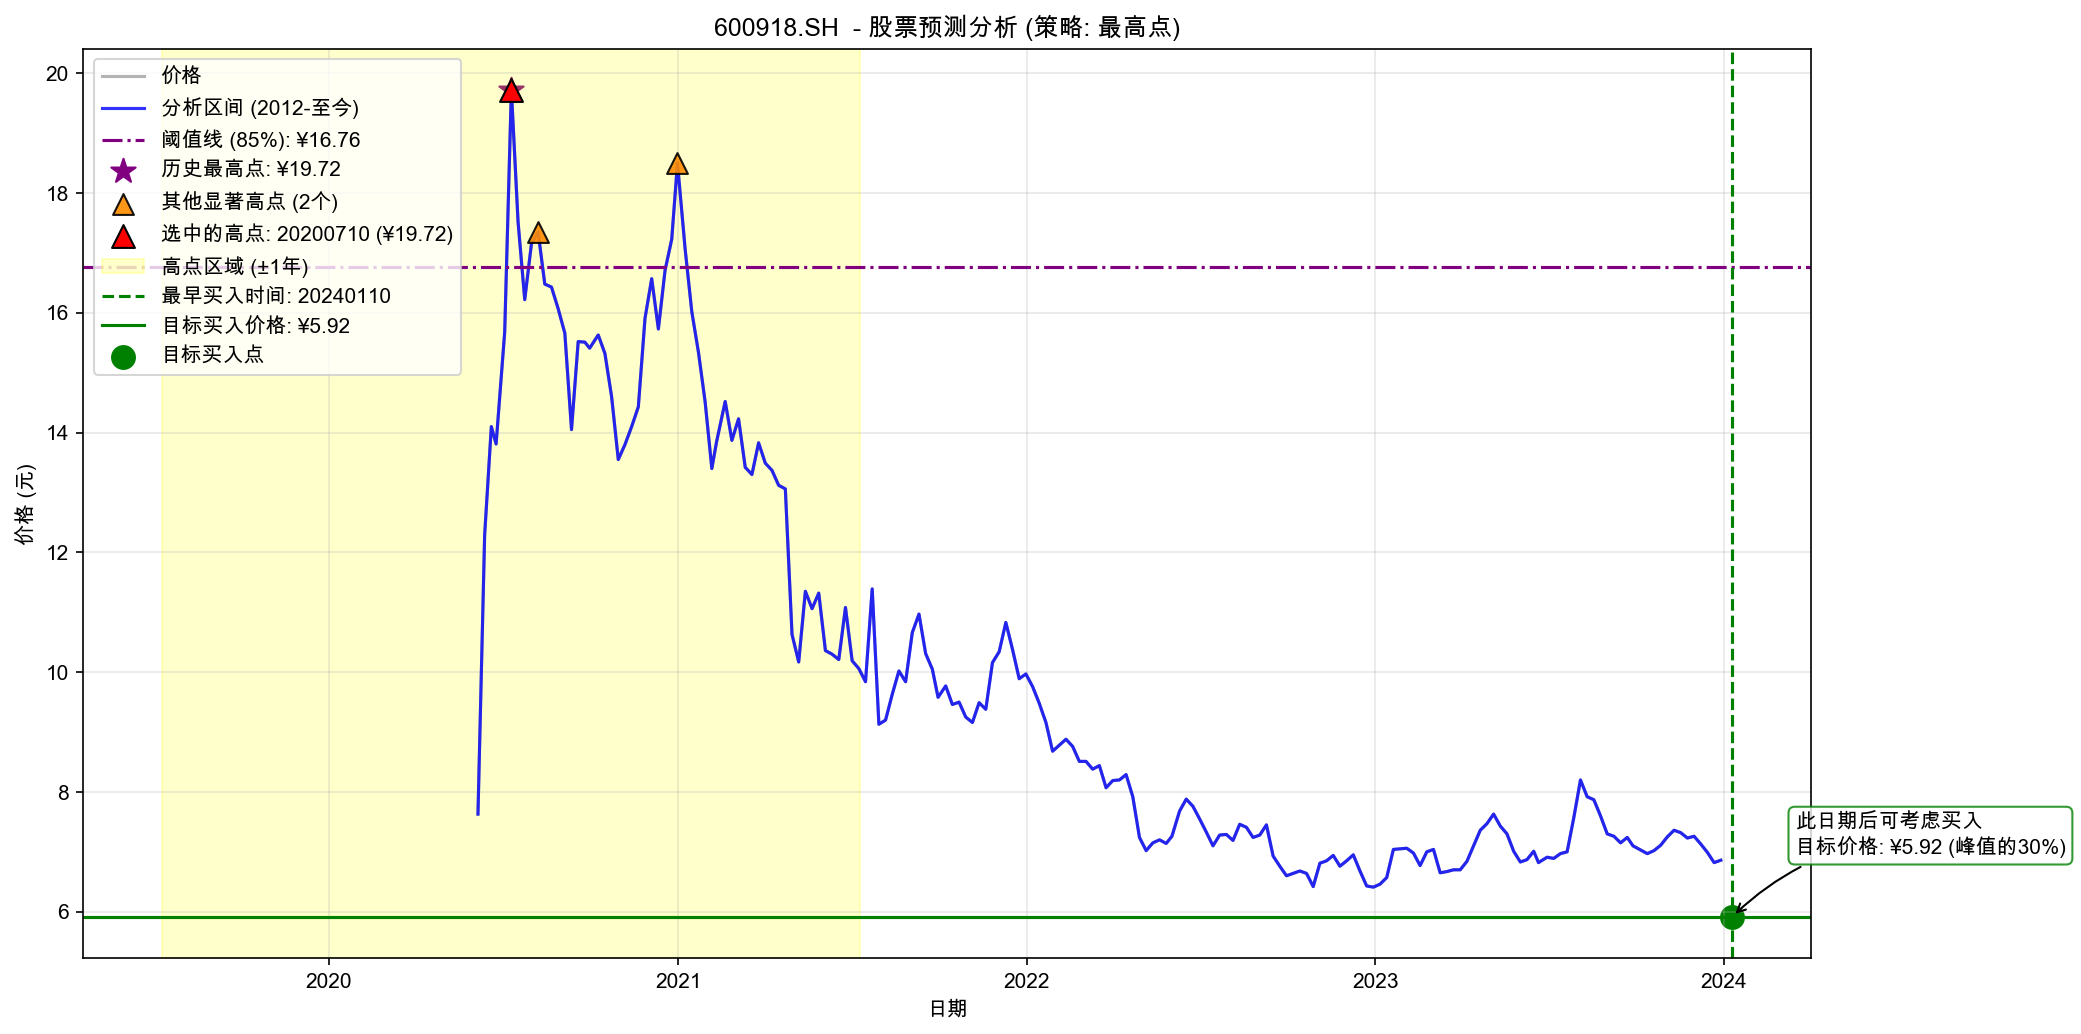 600918.SH - 股票预测分析 (策略: 最高点)
价格
分析区间 (2012-至今)
阈值线 (85%): ¥16.76
历史最高点: ¥19.72
其他显著高点 (2个)
选中的高点: 20200710 (¥19.72)
高点区域 (±1年)
最早买入时间: 20240110
目标买入价格: ¥5.92
目标买入点
20
18
16
14
12
10
8
6
价格 (元)
此日期后可考虑买入
目标价格: ¥5.92 (峰值的30%)
2020
2021
2022
2023
2024
日期